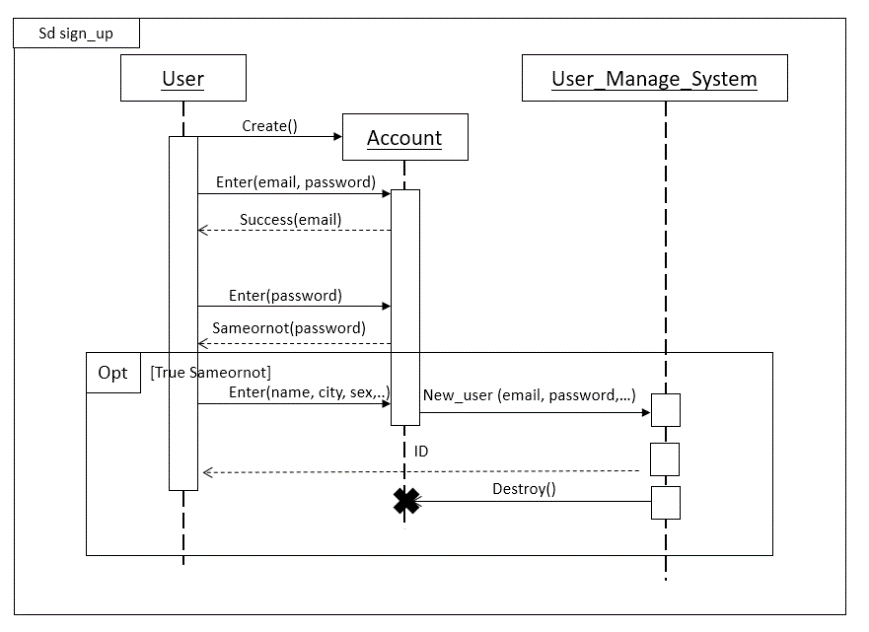 Sd sign_up
User
User_Manage_System
Create()
Account
Enter(email, password)
Success(email)
Enter(password)
Sameornot(password)
Opt
[True Sameornot]
Enter(name, city, sex,..)
New_user (email, password,...)
ID
Destroy()